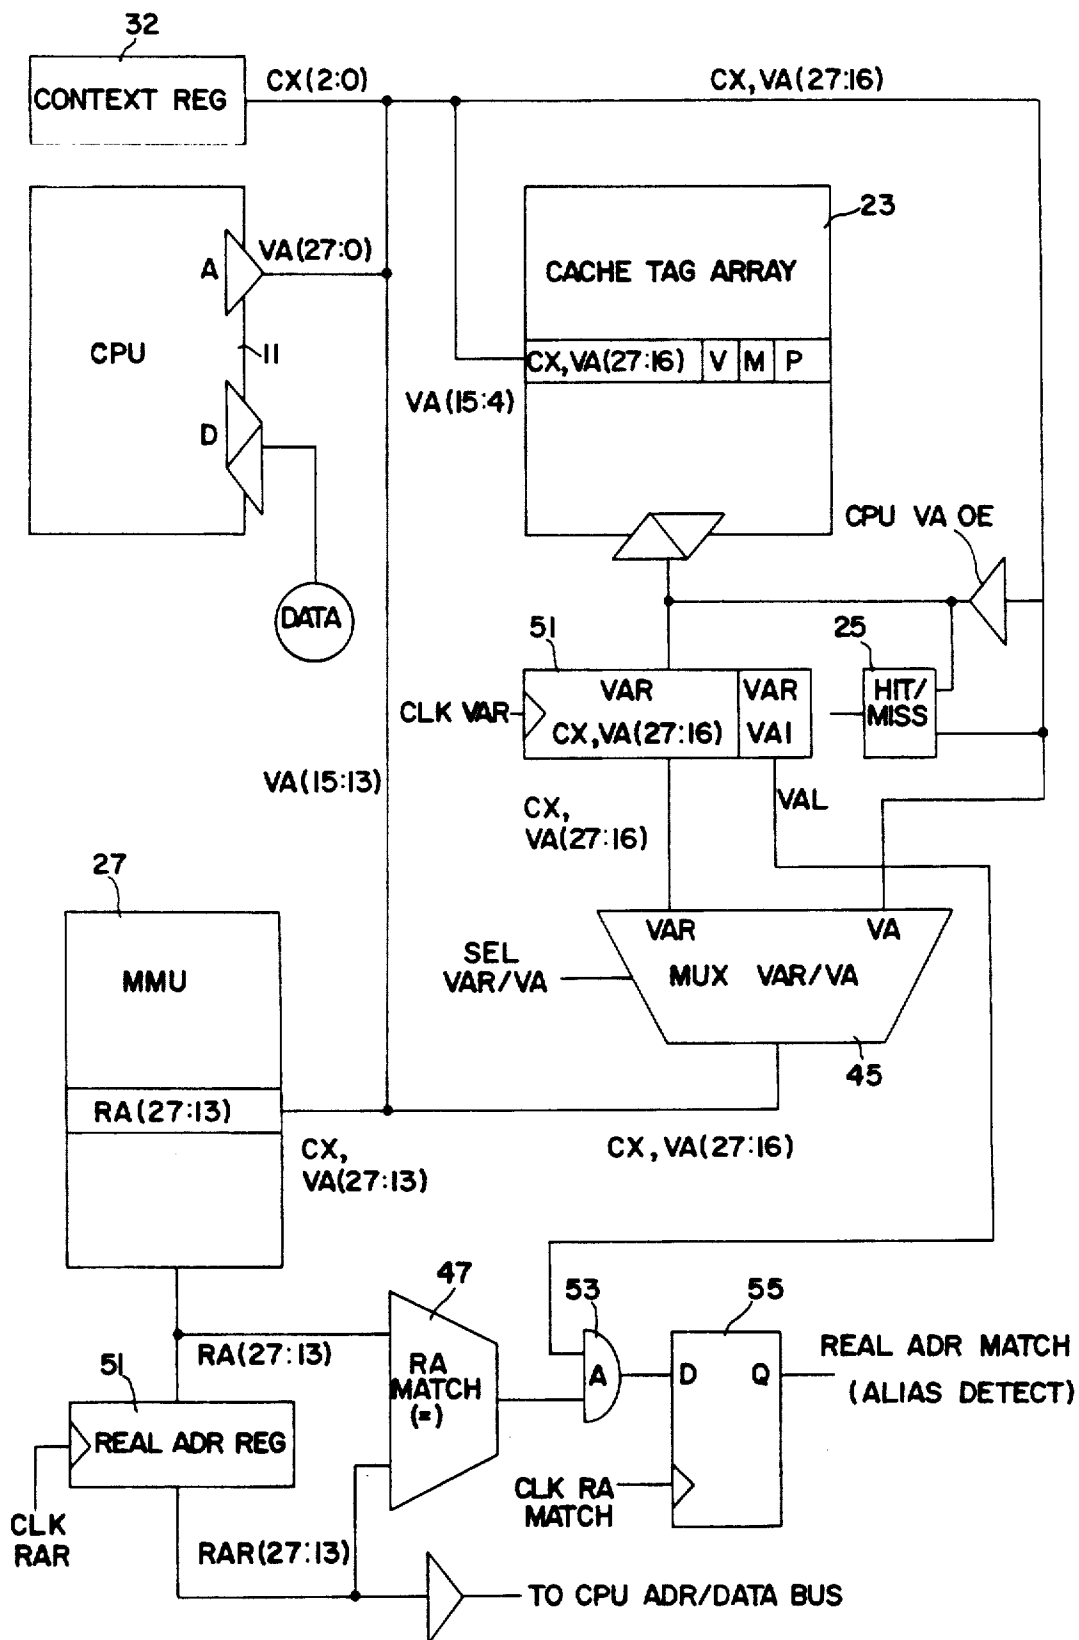 32
CONTEXT REG
CX(2:0)
CX, VA(27:16)
23
A
VA(27:0)
CACHE TAG ARRAY
CPU
11
CX,VA(27:16)
V
M
P
VA(15:4)
D
CPU VA OE
DATA
51
25
VAR
VAR
HIT/
MISS
CLK VAR
CX,VA(27:16)
VAI
VA(15:13)
CX,
VA(27:16)
VAL
27
VAR
VA
SEL
VAR/VA
MUX VAR/VA
MMU
45
RA(27:13)
CX,
VA(27:13)
CX, VA(27:16)
47
53
55
RA(27:13)
RA
MATCH
(=)
REAL ADR MATCH
(ALIAS DETECT)
51
A
D
Q
REAL ADR REG
CLK RA
MATCH
CLK
RAR
RAR(27:13)
TO CPU ADR/DATA BUS